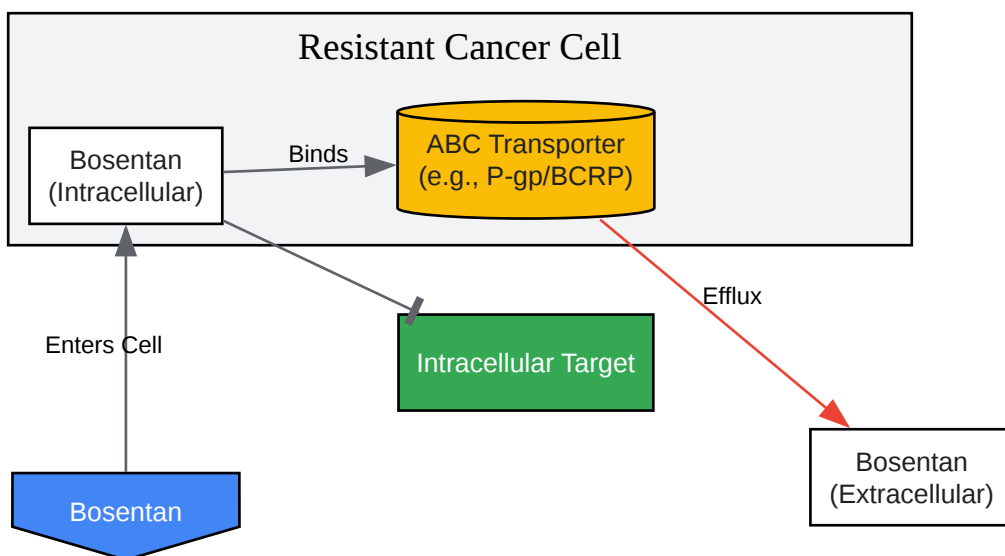 Resistant Cancer Cell
Bosentan
(Intracellular)
Binds
ABC Transporter
(e.g., P-gp/BCRP)
Efflux
Enters Cell
Intracellular Target
Bosentan
Bosentan
(Extracellular)